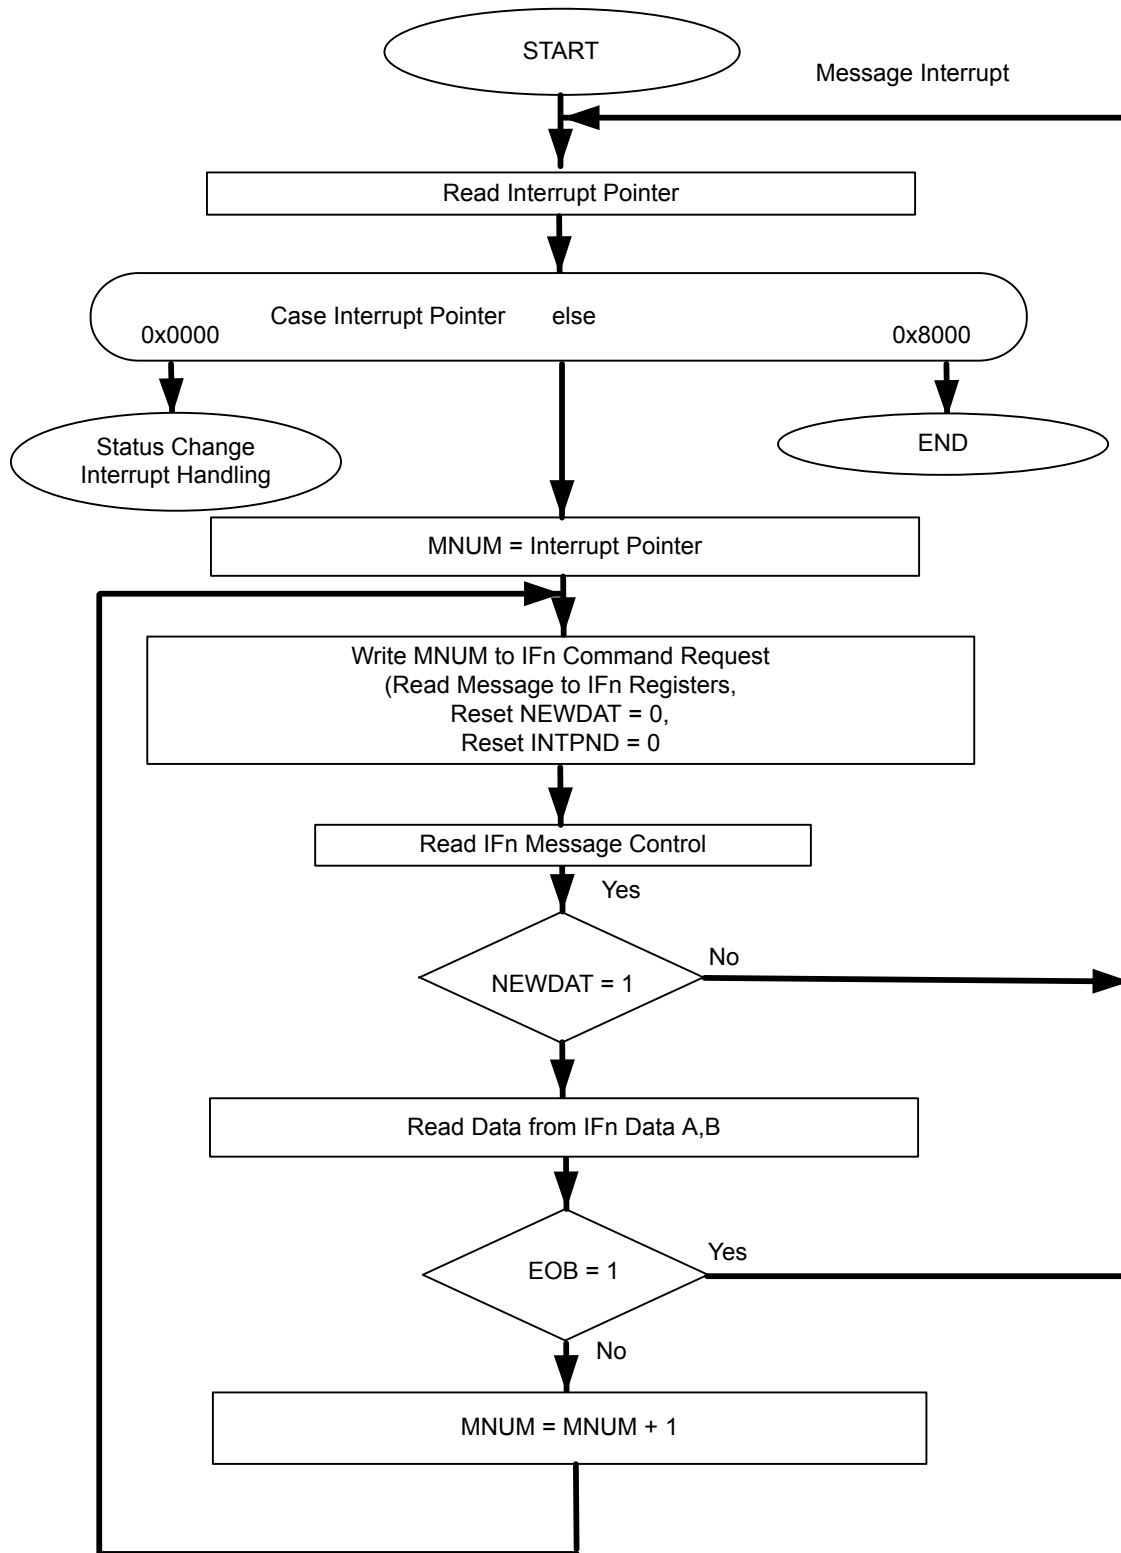 START
Message Interrupt
Read Interrupt Pointer
Case Interrupt Pointer else
0x0000
0x8000
Status Change
Interrupt Handling
END
MNUM = Interrupt Pointer
Write MNUM to IFn Command Request
(Read Message to IFn Registers,
Reset NEWDAT = 0,
Reset INTPND = 0
Read IFn Message Control
Yes
NEWDAT = 1
No
Read Data from IFn Data A,B
EOB = 1
Yes
No
MNUM = MNUM + 1